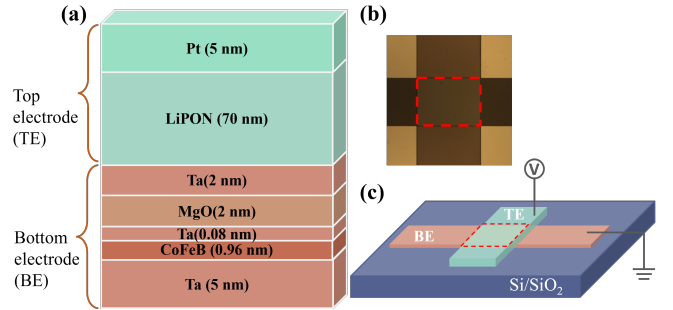 (a)
Pt (5 nm)
LiPON (70 nm)
Ta(2 nm)
MgO(2 nm)
Ta(0.08 nm)
CoFeB (0.96 nm)
Ta (5 nm)
Top
electrode
(TE)
Bottom
electrode
(BE)
(b)
(c)
V
TE
BE
Si/SiO₂